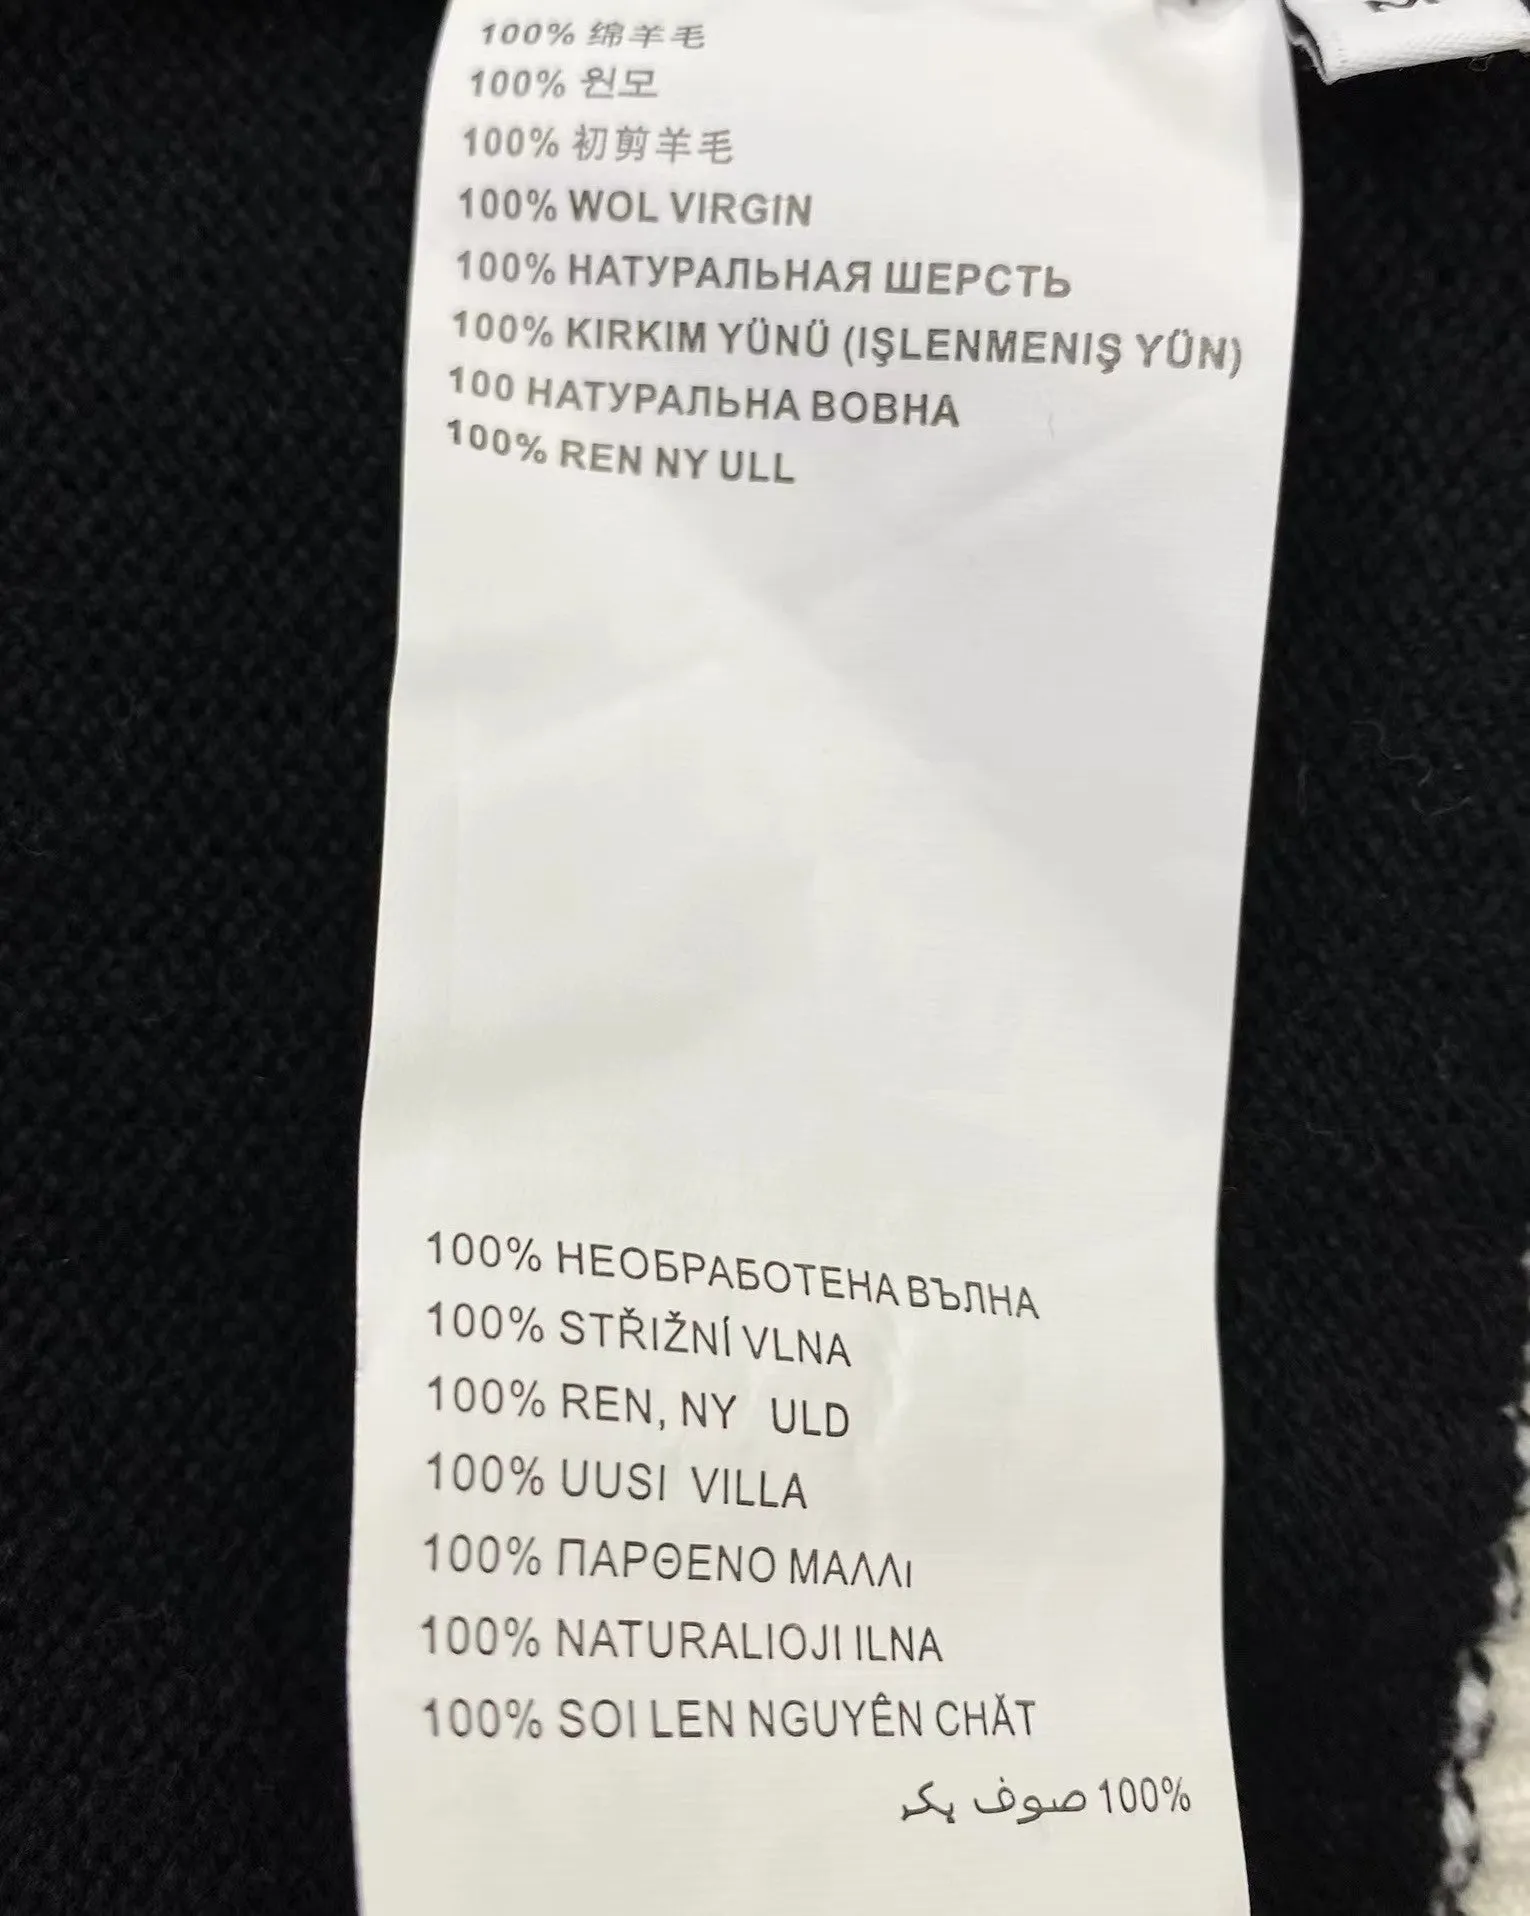 100% 绵羊毛
100% 원모
100% 初剪羊毛
100% WOL VIRGIN
100% НАТУРАЛЬНАЯ ШЕРСТЬ
100% KIRKIM YÜNÜ (IŞLENMENIŞ YÜN)
100 НАТУРАЛЬНА ВОВНА
100% REN NY ULL
100% НЕОБРАБОТЕНА ВЪЛНА
100% STŘIŽNÍ VLNA
100% REN, NY ULD
100% UUSI VILLA
100% ΠΑΡΘΕΝΟ ΜΑΛΛΙ
100% NATURALIOJI ILNA
100% SOI LEN NGUYÊN CHĂT
100% صوف بكر